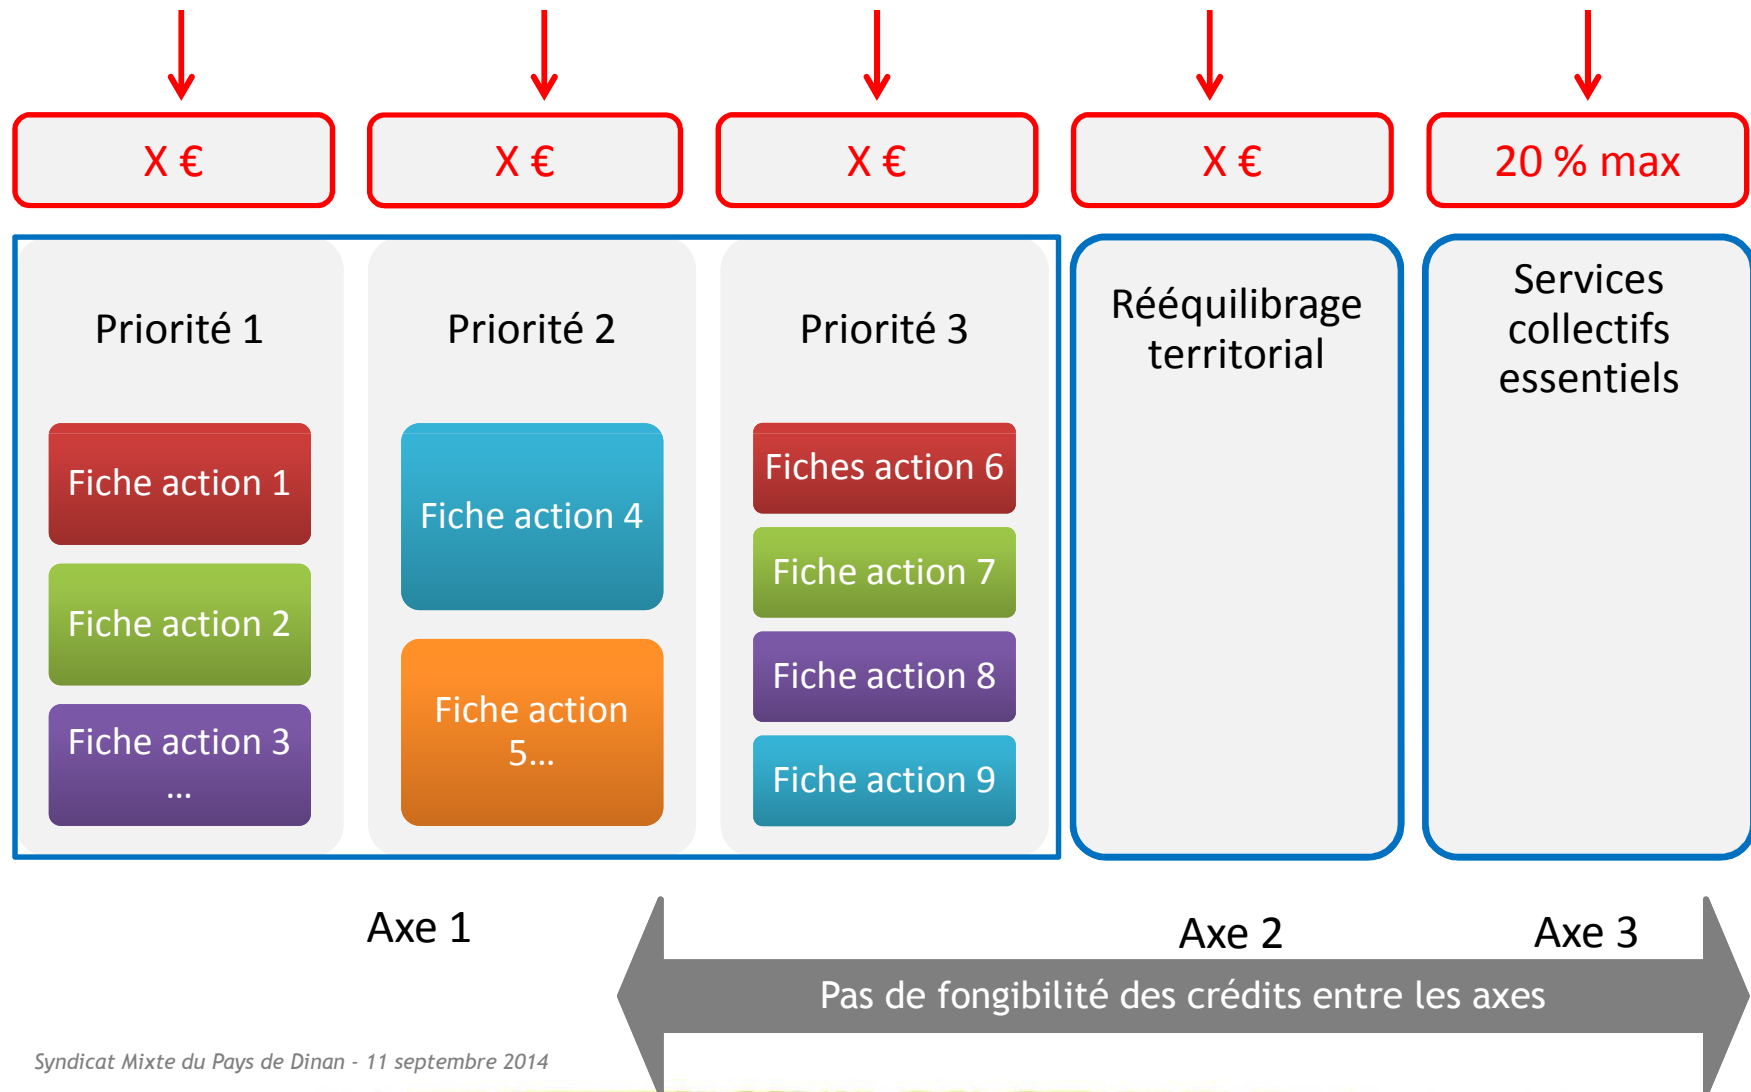 X €
X €
X €
X €
20 % max
Priorité 1
Fiche action 1
Fiche action 2
Fiche action 3
...
Priorité 2
Fiche action 4
Fiche action
5...
Priorité 3
Fiches action 6
Fiche action 7
Fiche action 8
Fiche action 9
Rééquilibrage
territorial
Services
collectifs
essentiels
Axe 1
Axe 2
Axe 3
Pas de fongibilité des crédits entre les axes
Syndicat Mixte du Pays de Dinan - 11 septembre 2014